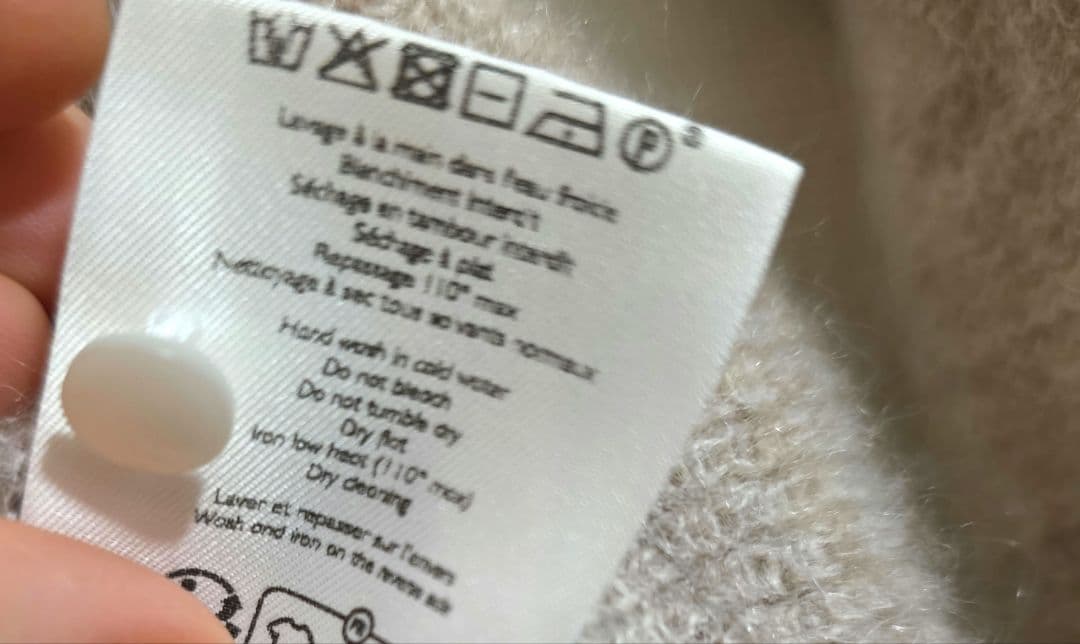 P
Lavage à la main dans l'eau froide
Blanchiment interdit
Séchage en tambour interdit
Séchage à plat
Repassage 110° max
Nettoyage à sec tous solvants normaux
Hand wash in cold water
Do not bleach
Do not tumble dry
Dry flat
Iron low heat (110° max)
Dry cleaning
Laver et repasser sur l'envers
Wash and iron on the reverse side
FR